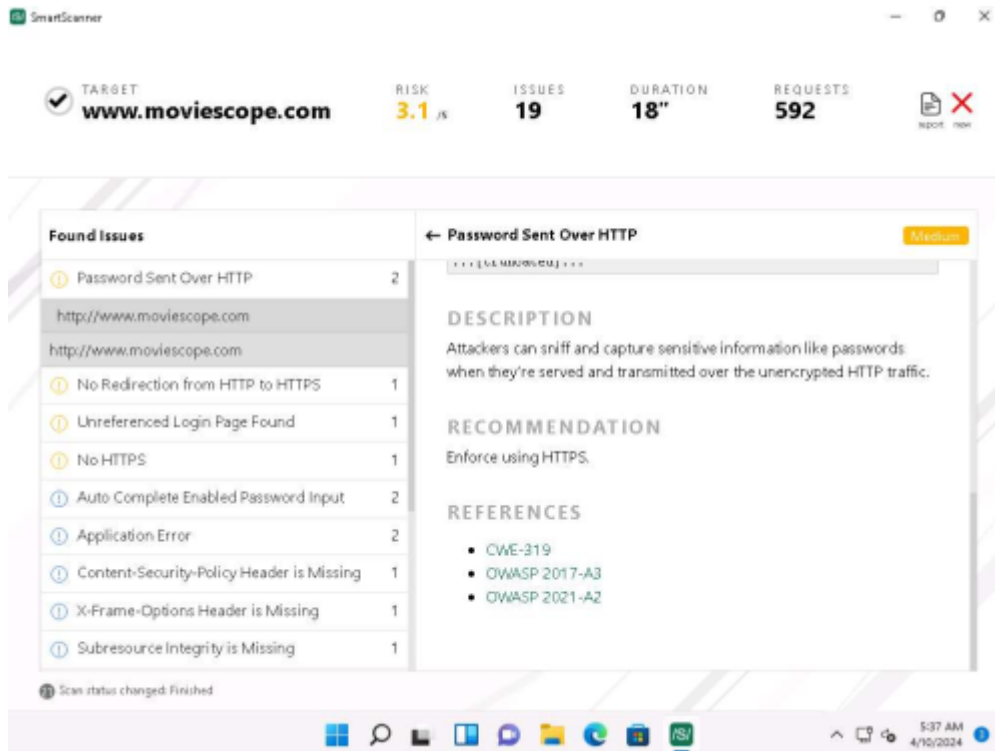 SmartScanner
TARGET
www.moviescope.com
RISK
3.1 /5
ISSUES
19
DURATION
18"
REQUESTS
592
report new
Found Issues
Password Sent Over HTTP 2
http://www.moviescope.com
http://www.moviescope.com
No Redirection from HTTP to HTTPS 1
Unreferenced Login Page Found 1
No HTTPS 1
Auto Complete Enabled Password Input 2
Application Error 2
Content-Security-Policy Header is Missing 1
X-Frame-Options Header is Missing 1
Subresource Integrity is Missing 1
← Password Sent Over HTTP
Medium
...[truncated]...
DESCRIPTION
Attackers can sniff and capture sensitive information like passwords
when they're served and transmitted over the unencrypted HTTP traffic.
RECOMMENDATION
Enforce using HTTPS.
REFERENCES
• CWE-319
• OWASP 2017-A3
• OWASP 2021-A2
Scan status changed: Finished
/S/
5:37 AM
4/10/2024